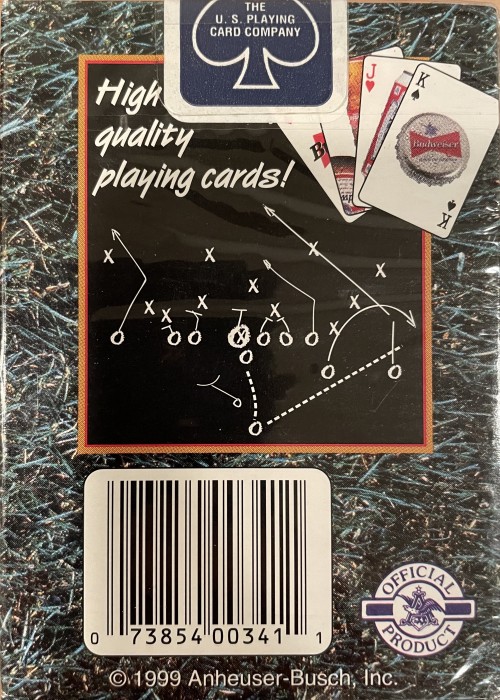 THE
U. S. PLAYING
CARD COMPANY
High
quality
playing cards!
J
K
Budweiser
K
X
X
X
X
X
X
X
X
X
X
X
O
O
O
X
O
O
O
O
O
O
O
O
0 73854 00341 1
OFFICIAL
PRODUCT
© 1999 Anheuser-Busch, Inc.